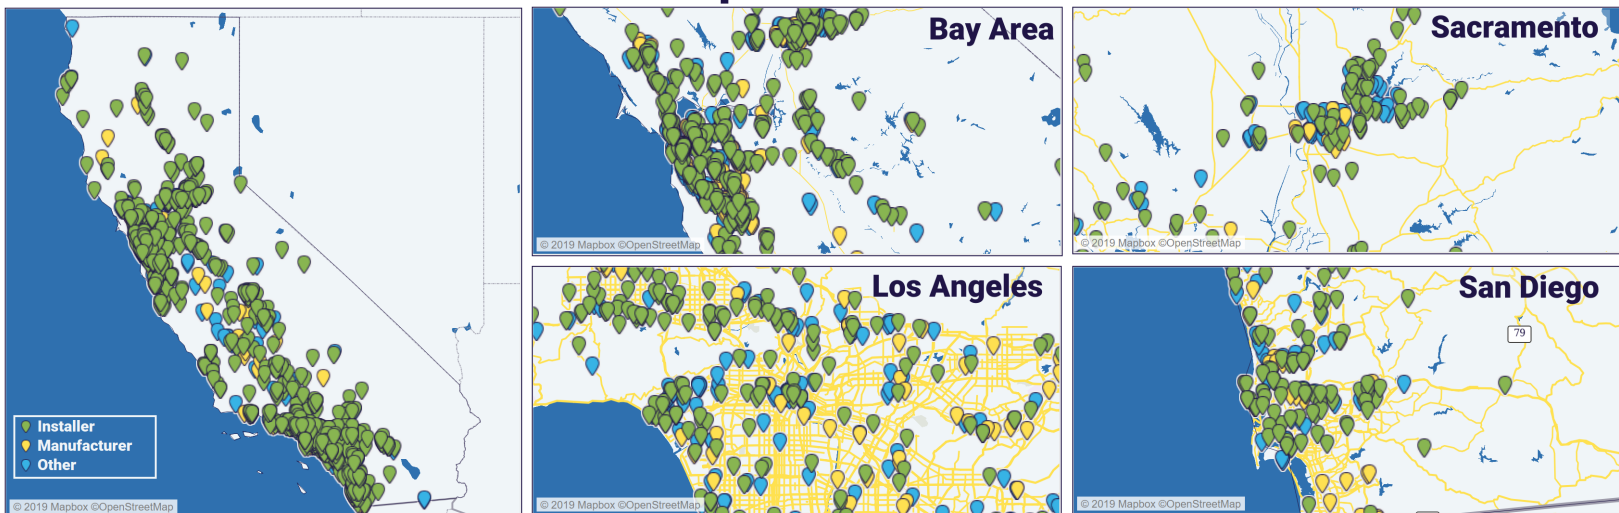 Installer
Manufacturer
Other
© 2019 Mapbox ©OpenStreetMap
Bay Area
© 2019 Mapbox ©OpenStreetMap
Sacramento
© 2019 Mapbox ©OpenStreetMap
Los Angeles
© 2019 Mapbox ©OpenStreetMap
San Diego
79
© 2019 Mapbox ©OpenStreetMap